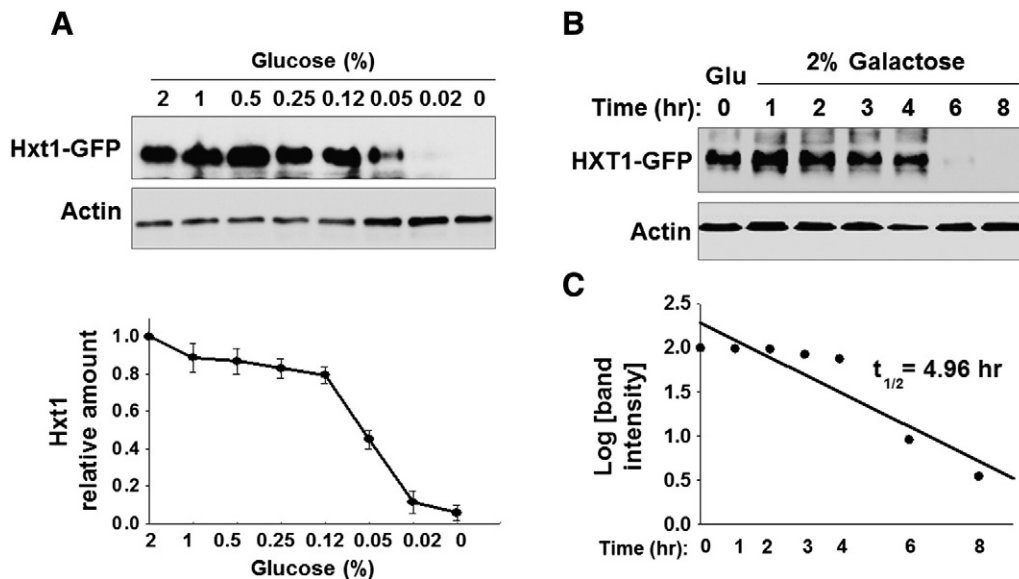 A
Glucose (%)
2 1 0.5 0.25 0.12 0.05 0.02 0
Hxt1-GFP
Actin
1.0
0.8
0.6
0.4
0.2
0.0
Hxt1
relative amount
2 1 0.5 0.25 0.12 0.05 0.02 0
Glucose (%)
B
Glu 2% Galactose
Time (hr): 0 1 2 3 4 6 8
HXT1-GFP
Actin
C
2.5
2.0
1.5
1.0
0.5
0.0
Log [band
intensity]
t1/2= 4.96 hr
Time (hr): 0 1 2 3 4 6 8